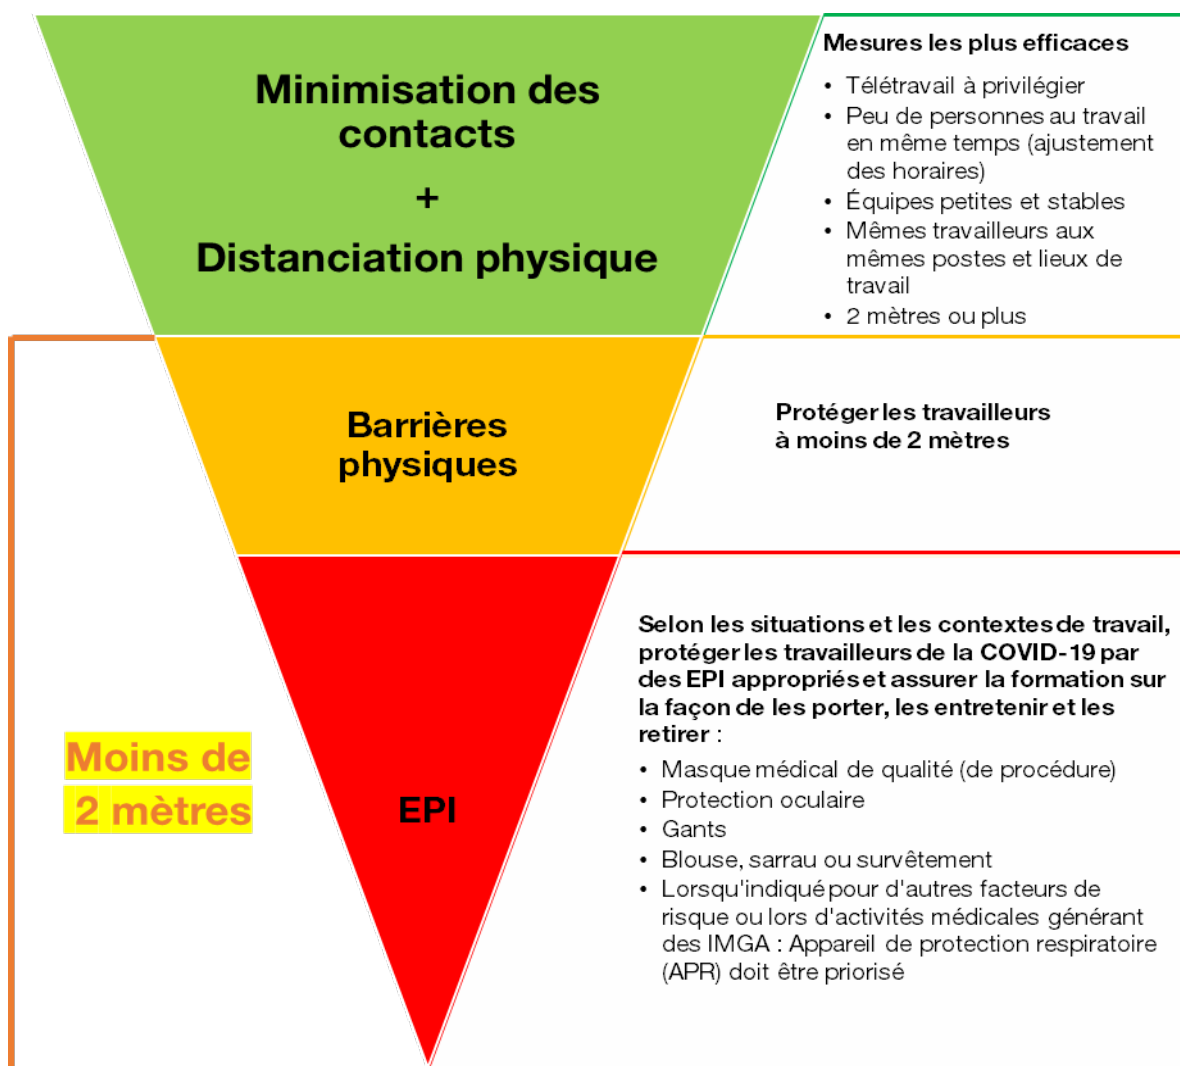 Minimisation des
contacts
+
Distanciation physique
Mesures les plus efficaces
• Télétravail à privilégier
• Peu de personnes au travail
en même temps (ajustement
des horaires)
• Équipes petites et stables
• Mêmes travailleurs aux
mêmes postes et lieux de
travail
• 2 mètres ou plus
Barrières
physiques
Protéger les travailleurs
à moins de 2 mètres
Moins de
2 mètres
EPI
Selon les situations et les contextes de travail,
protéger les travailleurs de la COVID-19 par
des EPI appropriés et assurer la formation sur
la façon de les porter, les entretenir et les
retirer :
• Masque médical de qualité (de procédure)
• Protection oculaire
• Gants
• Blouse, sarrau ou survêtement
• Lorsqu'indiqué pour d'autres facteurs de
risque ou lors d'activités médicales générant
des IMGA : Appareil de protection respiratoire
(APR) doit être priorisé